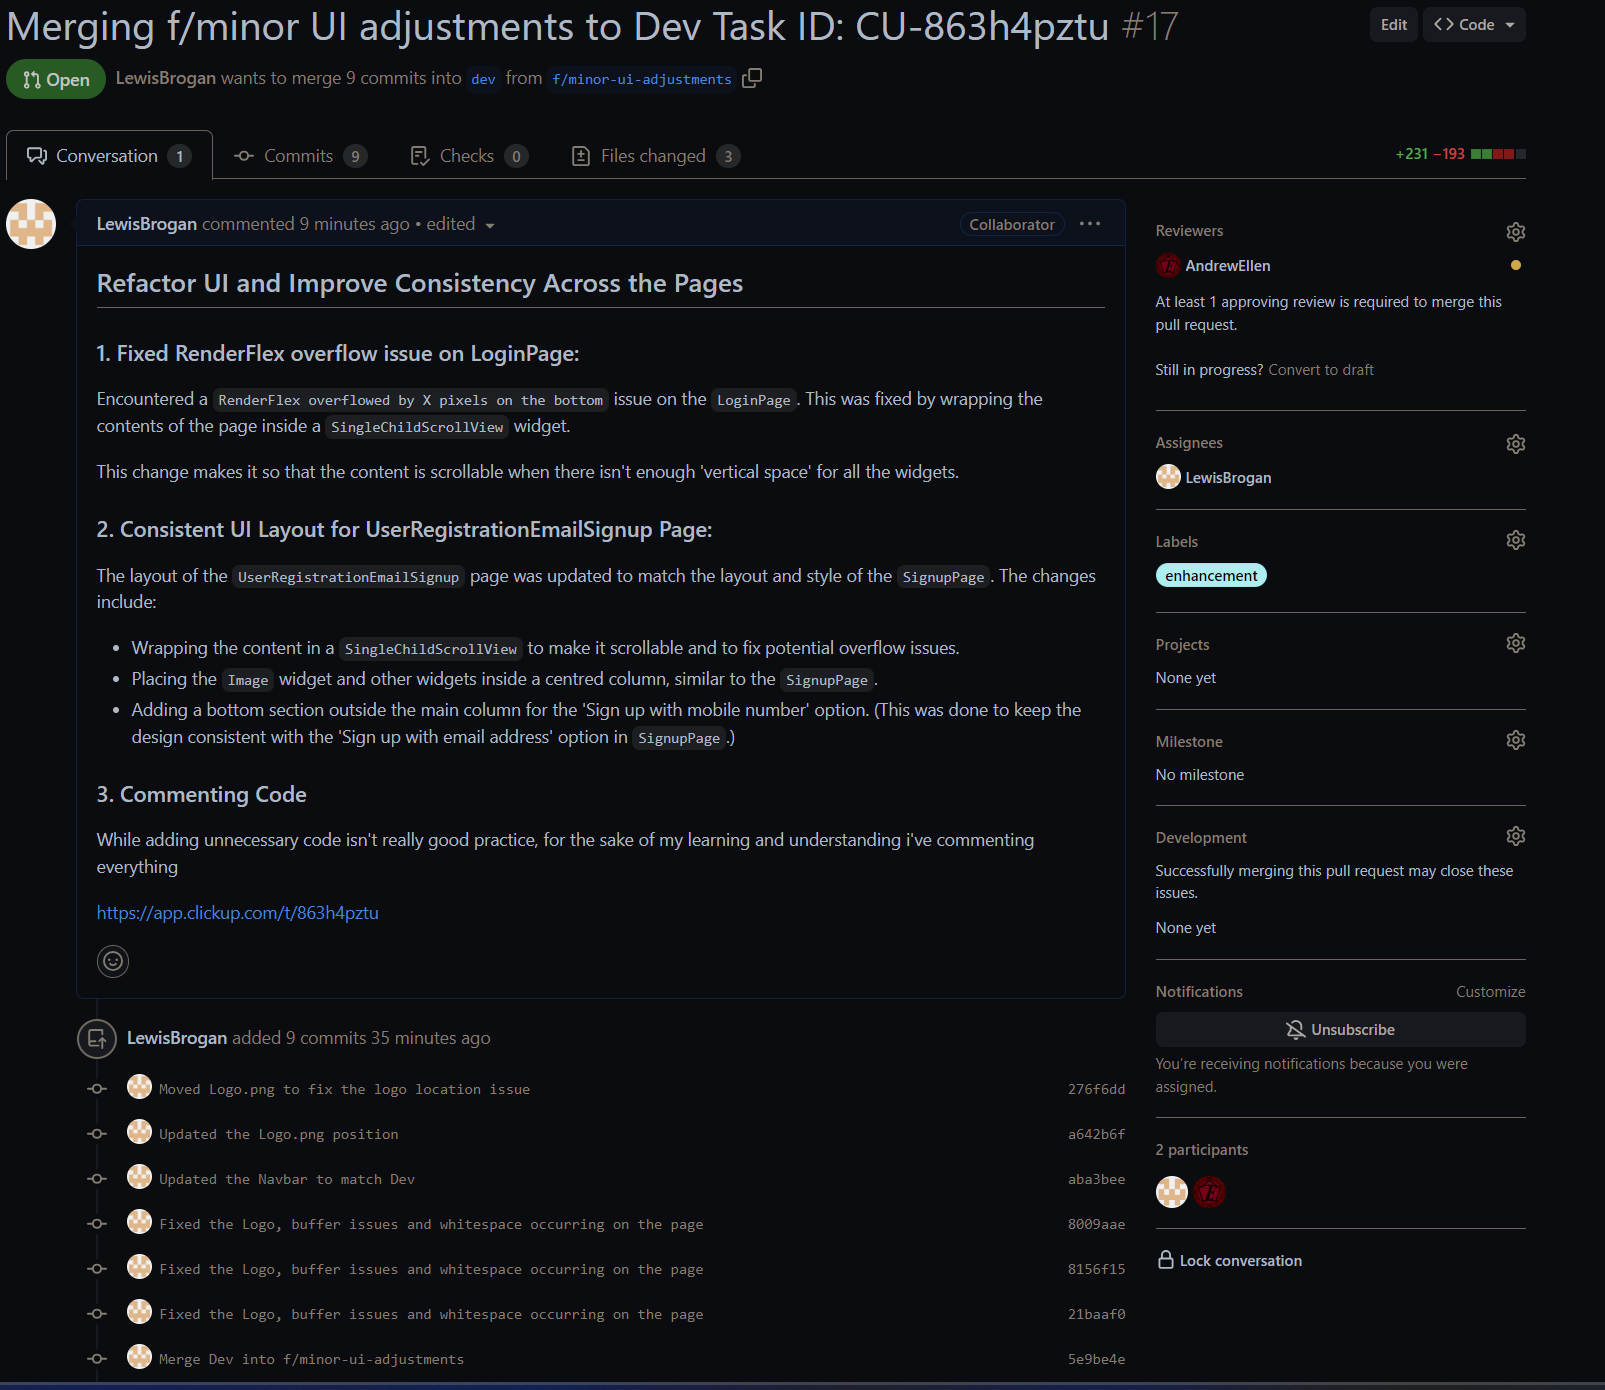 Merging f/minor UI adjustments to Dev Task ID: CU-863h4pztu #17
Edit
Code
Open
LewisBrogan wants to merge 9 commits into dev from f/minor-ui-adjustments
Conversation 1
Commits 9
Checks 0
Files changed 3
+231 −193
LewisBrogan commented 9 minutes ago • edited
Collaborator
Refactor UI and Improve Consistency Across the Pages
1. Fixed RenderFlex overflow issue on LoginPage:
Encountered a RenderFlex overflowed by X pixels on the bottom issue on the LoginPage. This was fixed by wrapping the
contents of the page inside a SingleChildScrollView widget.
This change makes it so that the content is scrollable when there isn't enough 'vertical space' for all the widgets.
2. Consistent UI Layout for UserRegistrationEmailSignup Page:
The layout of the UserRegistrationEmailSignup page was updated to match the layout and style of the SignupPage. The changes
include:
• Wrapping the content in a SingleChildScrollView to make it scrollable and to fix potential overflow issues.
• Placing the Image widget and other widgets inside a centred column, similar to the SignupPage.
• Adding a bottom section outside the main column for the 'Sign up with mobile number' option. (This was done to keep the
design consistent with the 'Sign up with email address' option in SignupPage.)
3. Commenting Code
While adding unnecessary code isn't really good practice, for the sake of my learning and understanding i've commenting
everything
https://app.clickup.com/t/863h4pztu
LewisBrogan added 9 commits 35 minutes ago
Moved Logo.png to fix the logo location issue 276f6dd
Updated the Logo.png position a642b6f
Updated the Navbar to match Dev aba3bee
Fixed the Logo, buffer issues and whitespace occurring on the page 8009aae
Fixed the Logo, buffer issues and whitespace occurring on the page 8156f15
Fixed the Logo, buffer issues and whitespace occurring on the page 21baaf0
Merge Dev into f/minor-ui-adjustments 5e9be4e
Reviewers
AndrewEllen
At least 1 approving review is required to merge this
pull request.
Still in progress? Convert to draft
Assignees
LewisBrogan
Labels
enhancement
Projects
None yet
Milestone
No milestone
Development
Successfully merging this pull request may close these
issues.
None yet
Notifications
Customize
Unsubscribe
You're receiving notifications because you were
assigned.
2 participants
Lock conversation